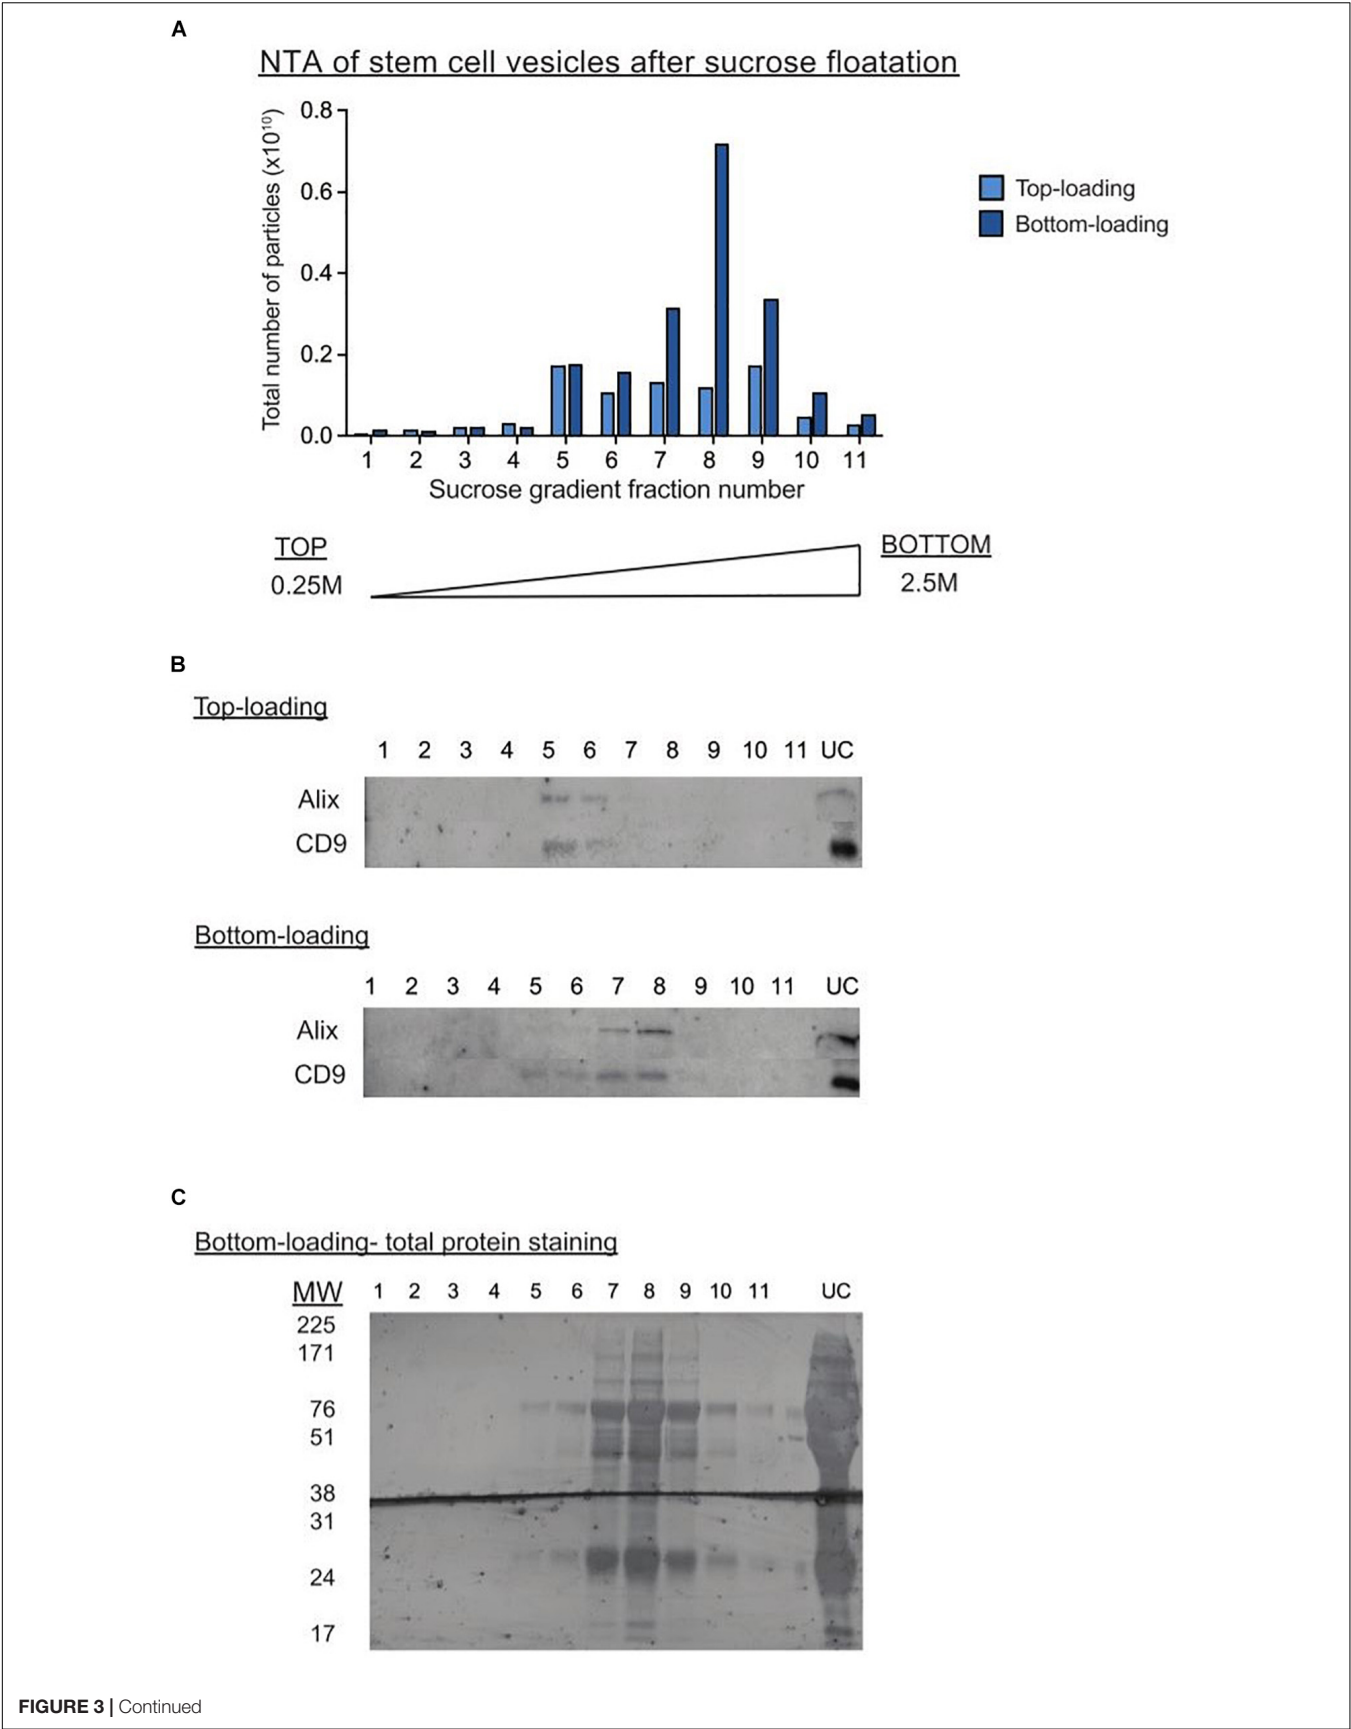 A
NTA of stem cell vesicles after sucrose floatation
Total number of particles (x10¹⁰)
0.8
0.6
0.4
0.2
0.0
Top-loading
Bottom-loading
1 2 3 4 5 6 7 8 9 10 11
Sucrose gradient fraction number
TOP BOTTOM
0.25M 2.5M
B
Top-loading
1 2 3 4 5 6 7 8 9 10 11 UC
Alix
CD9
Bottom-loading
1 2 3 4 5 6 7 8 9 10 11 UC
Alix
CD9
C
Bottom-loading- total protein staining
MW 1 2 3 4 5 6 7 8 9 10 11 UC
225
171
76
51
38
31
24
17
FIGURE 3 | Continued